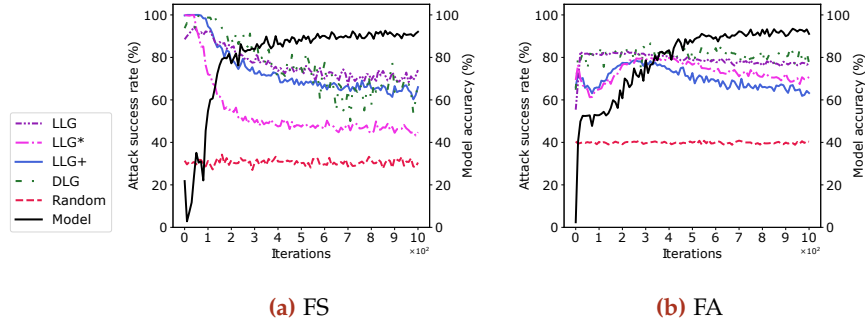 LLG
LLG*
LLG+
DLG
Random
Model
Attack success rate (%)
100
80
60
40
20
0
0 1 2 3 4 5 6 7 8 9 10
×10²
Iterations
100
80
60
40
20
0
Model accuracy (%)
(a) FS
Attack success rate (%)
100
80
60
40
20
0
0 1 2 3 4 5 6 7 8 9 10
×10²
Iterations
100
80
60
40
20
0
Model accuracy (%)
(b) FA